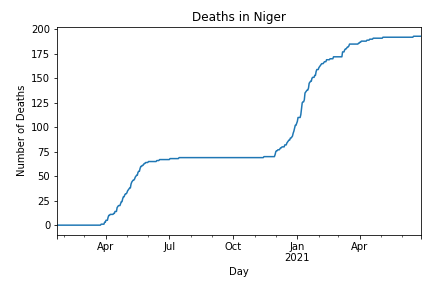 Deaths in Niger
Number of Deaths
200
175
150
125
100
75
50
25
0
Apr
Jul
Oct
Jan
2021
Apr
Day